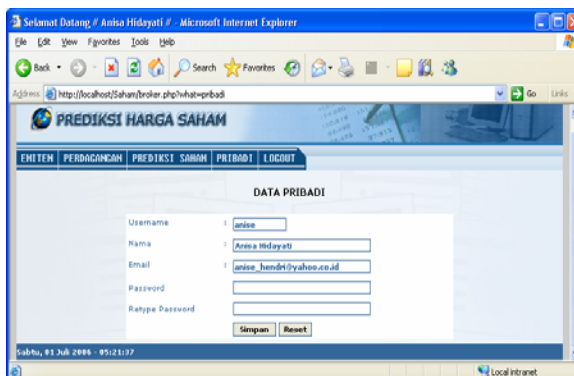 Selamat Datang // Anisa Hidayati // - Microsoft Internet Explorer
File Edit View Favorites Tools Help
Back Search Favorites
Address http://localhost/Saham/broker.php?what=pribadi Go Links
PREDIKSI HARGA SAHAM
EMITEN PERDAGANGAN PREDIKSI SAHAM PRIBADI LOGOUT
DATA PRIBADI
Username : anise
Nama : Anisa Hidayati
Email : anise_hendri@yahoo.co.id
Password
Retype Password
Simpan Reset
Sabtu, 01 Juli 2006 - 05:21:37
Local intranet